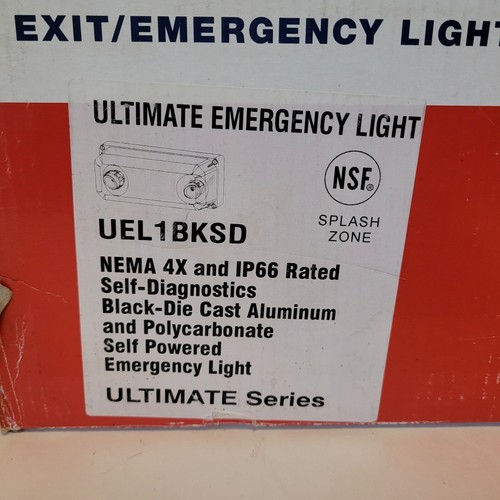 EXIT/EMERGENCY LIGHT
ULTIMATE EMERGENCY LIGHT
NSF®
SPLASH
ZONE
UEL1BKSD
NEMA 4X and IP66 Rated
Self-Diagnostics
Black-Die Cast Aluminum
and Polycarbonate
Self Powered
Emergency Light
ULTIMATE Series